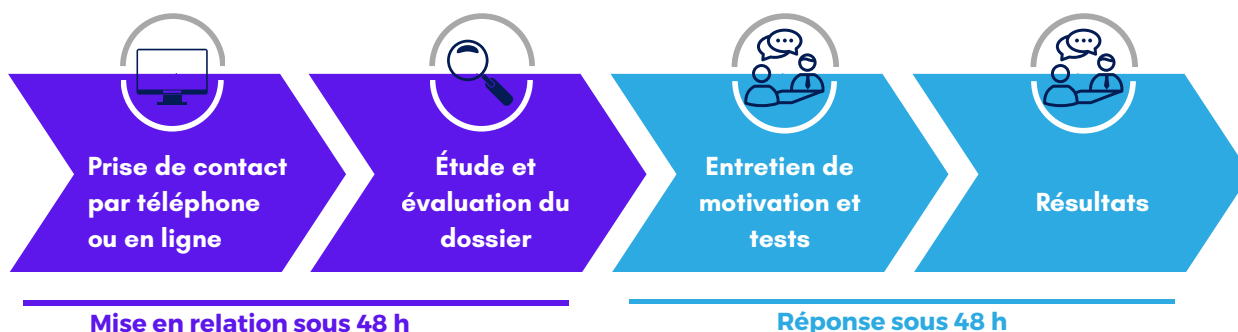 Prise de contact
par téléphone
ou en ligne
Étude et
évaluation du
dossier
Entretien de
motivation et
tests
Résultats
Mise en relation sous 48 h
Réponse sous 48 h